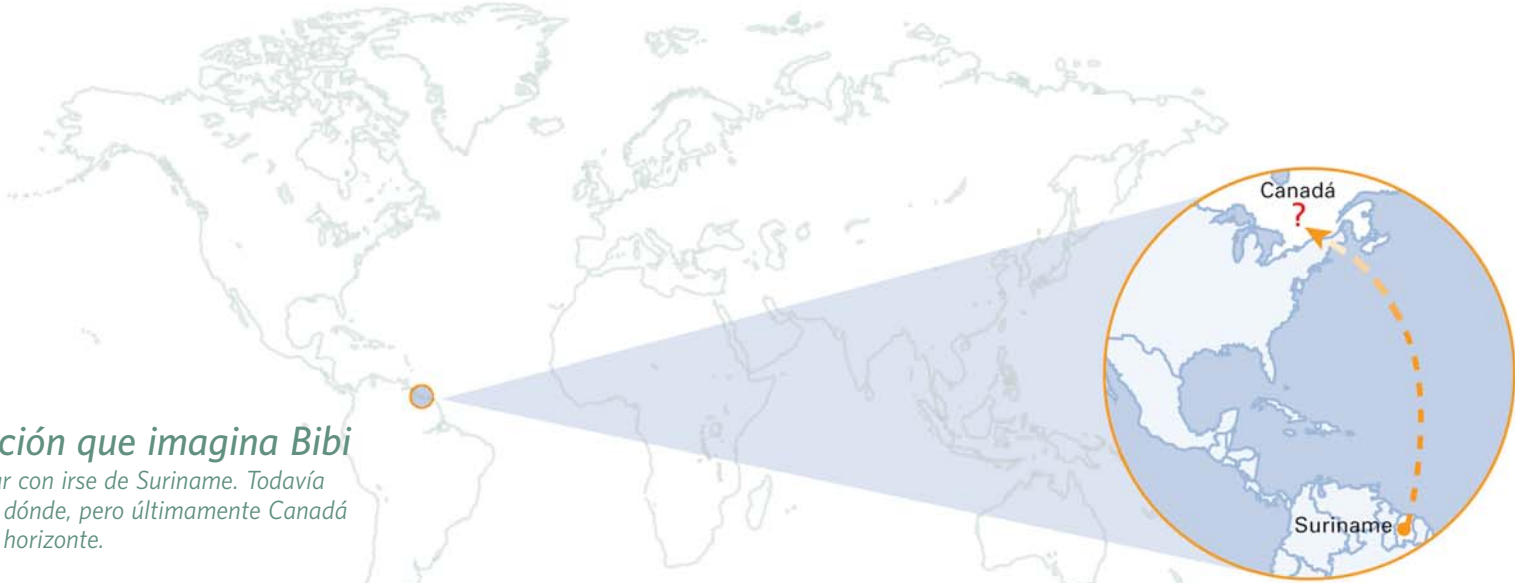 ción que imagina Bibi
r con irse de Suriname. Todavía
dónde, pero últimamente Canadá
horizonte.
Canadá
?
Suriname